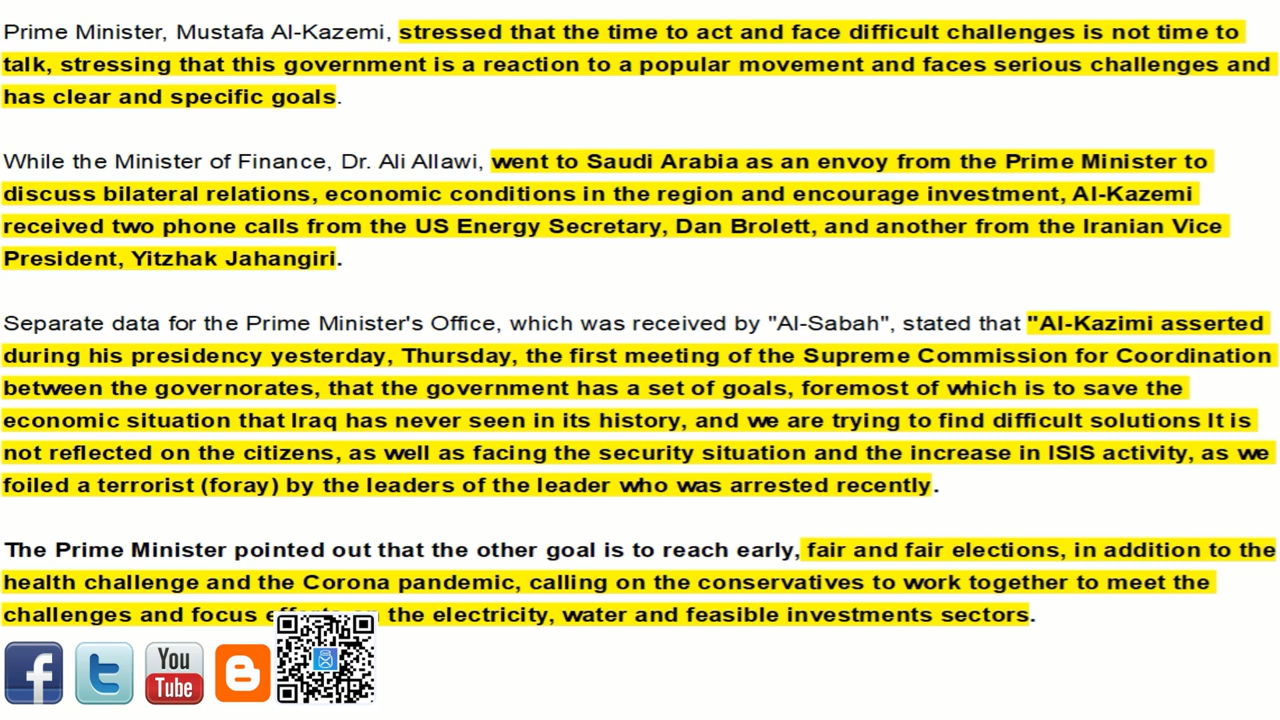 Prime Minister, Mustafa Al-Kazemi, stressed that the time to act and face difficult challenges is not time to
talk, stressing that this government is a reaction to a popular movement and faces serious challenges and
has clear and specific goals.
While the Minister of Finance, Dr. Ali Allawi, went to Saudi Arabia as an envoy from the Prime Minister to
discuss bilateral relations, economic conditions in the region and encourage investment, Al-Kazemi
received two phone calls from the US Energy Secretary, Dan Brolett, and another from the Iranian Vice
President, Yitzhak Jahangiri.
Separate data for the Prime Minister's Office, which was received by "Al-Sabah", stated that "Al-Kazimi asserted
during his presidency yesterday, Thursday, the first meeting of the Supreme Commission for Coordination
between the governorates, that the government has a set of goals, foremost of which is to save the
economic situation that Iraq has never seen in its history, and we are trying to find difficult solutions It is
not reflected on the citizens, as well as facing the security situation and the increase in ISIS activity, as we
foiled a terrorist (foray) by the leaders of the leader who was arrested recently.
The Prime Minister pointed out that the other goal is to reach early, fair and fair elections, in addition to the
health challenge and the Corona pandemic, calling on the conservatives to work together to meet the
challenges and focus the electricity, water and feasible investments sectors.
You
Tube